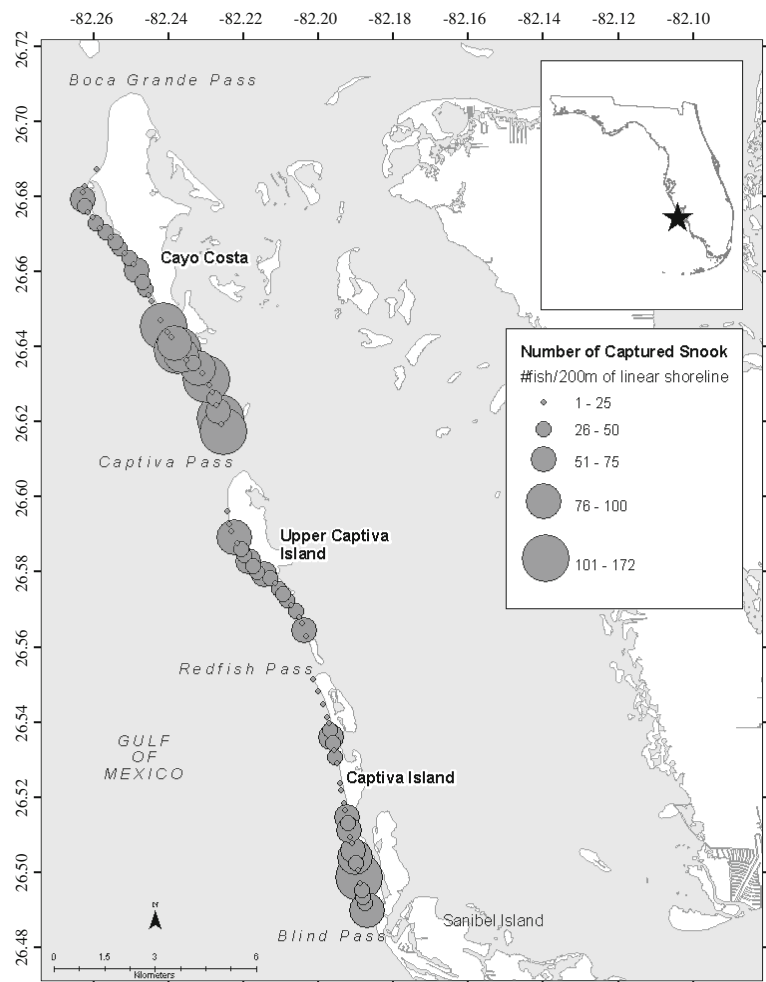 -82.26 -82.24 -82.22 -82.20 -82.18 -82.16 -82.14 -82.12 -82.10
26.72
Boca Grande Pass
26.70
26.68
Cayo Costa
26.66
26.64
Number of Captured Snook
#fish/200m of linear shoreline
1 - 25
26 - 50
51 - 75
76 - 100
101 - 172
26.62
Captiva Pass
26.60
Upper Captiva
Island
26.58
26.56
Redfish Pass
26.54
GULF
OF
MEXICO
Captiva Island
26.52
26.50
Sanibel Island
Blind Pass
26.48
N
0 1.5 3 6
Kilometers